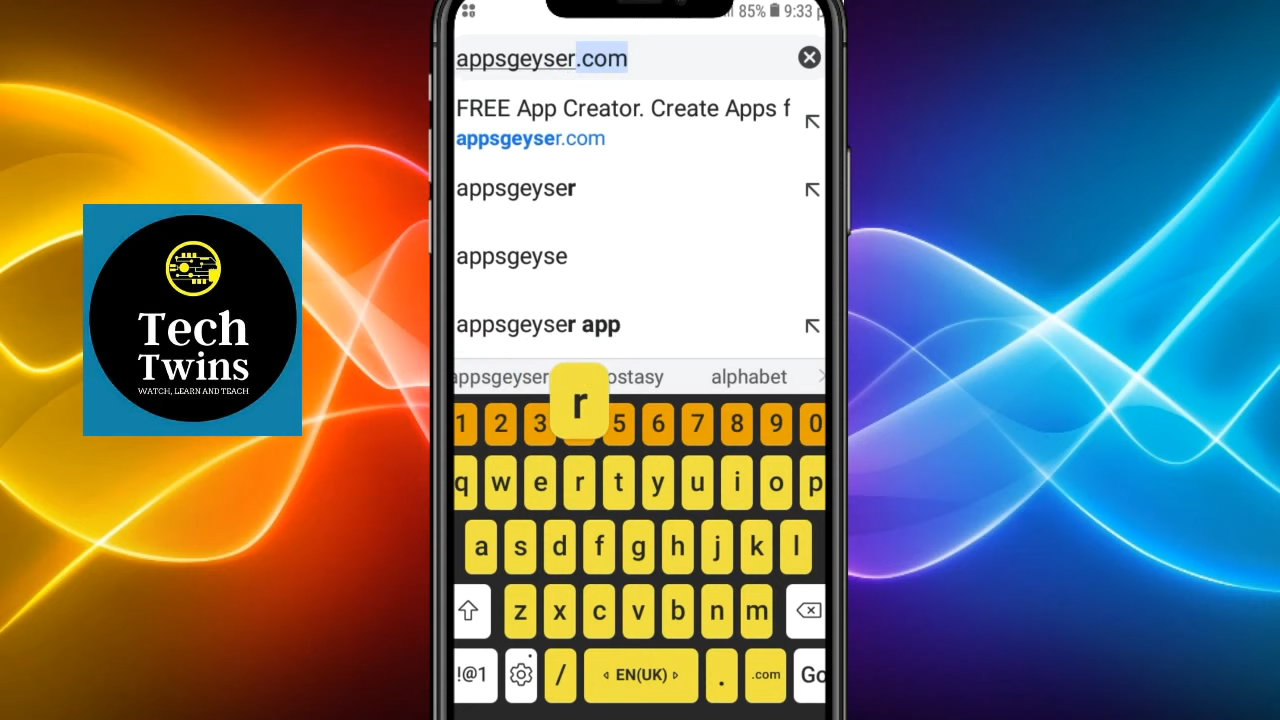 85% 9:33
appsgeyser.com
FREE App Creator. Create Apps f
appsgeyser.com
appsgeyser
appsgeyse
appsgeyser app
appsgeyser ostasy alphabet
r
1 2 3 5 6 7 8 9 0
q w e r t y u i o p
a s d f g h j k l
z x c v b n m
!@1 / EN(UK) . .com Go
Tech
Twins
WATCH, LEARN AND TEACH